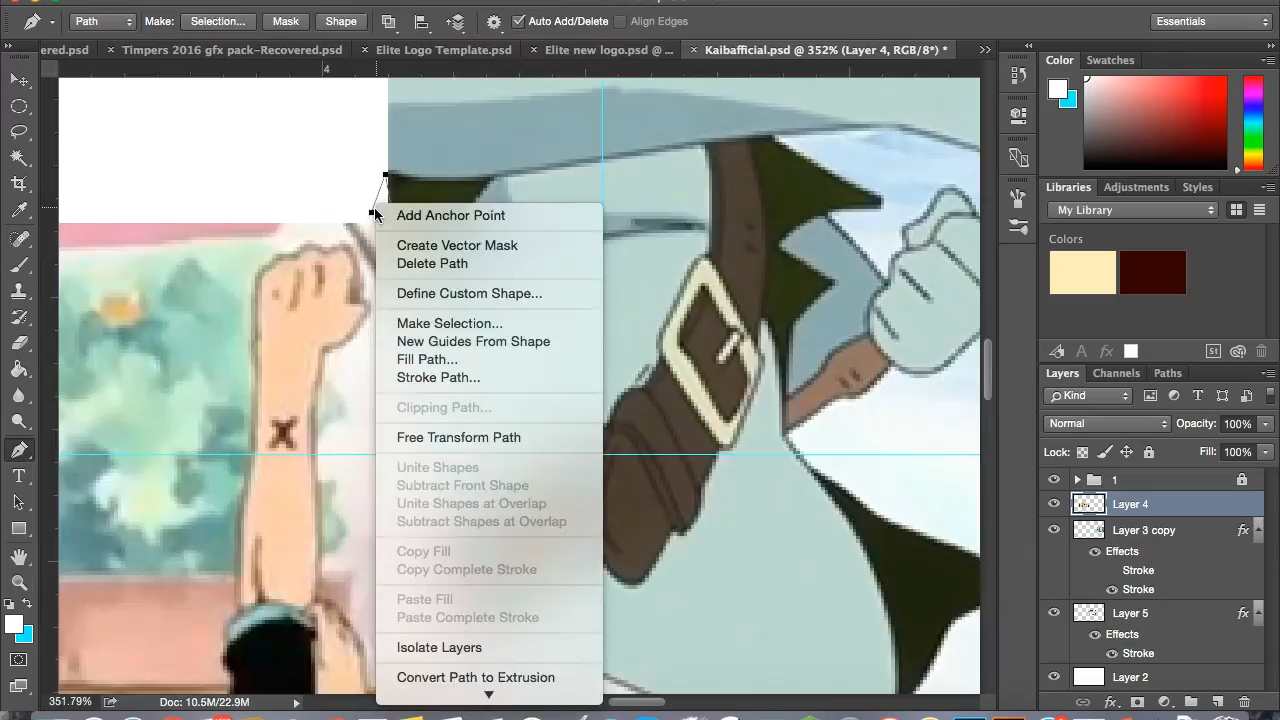 Path Make: Selection... Mask Shape Auto Add/Delete Align Edges Essentials
ered.psd × Timpers 2016 gfx pack-Recovered.psd × Elite Logo Template.psd × Elite new logo.psd @ ... × Kaibafficial.psd @ 352% (Layer 4, RGB/8*) *
4
Color Swatches
Libraries Adjustments Styles
My Library
Colors
Add Anchor Point
Create Vector Mask
Delete Path
Define Custom Shape...
Make Selection...
New Guides From Shape
Fill Path...
Stroke Path...
Clipping Path...
Free Transform Path
Unite Shapes
Subtract Front Shape
Unite Shapes at Overlap
Subtract Shapes at Overlap
Copy Fill
Copy Complete Stroke
Paste Fill
Paste Complete Stroke
Isolate Layers
Convert Path to Extrusion
A fx St
Layers Channels Paths
Kind T
Normal Opacity: 100%
Lock: Fill: 100%
1
Layer 4
Layer 3 copy fx
Effects
Stroke
Stroke
Layer 5 fx
Effects
Stroke
Layer 2
fx
351.79% Doc: 10.5M/22.9M